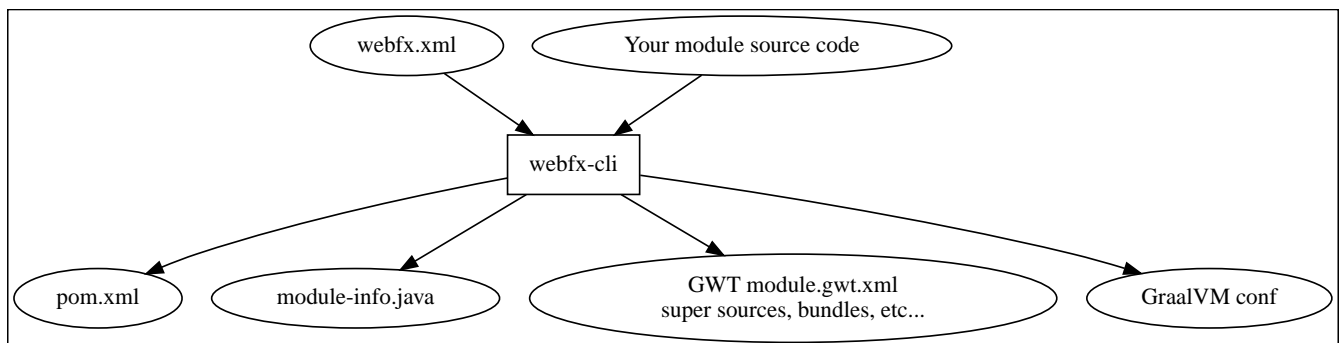 webfx.xml
Your module source code
webfx-cli
pom.xml
module-info.java
GWT module.gwt.xml
super sources, bundles, etc...
GraalVM conf